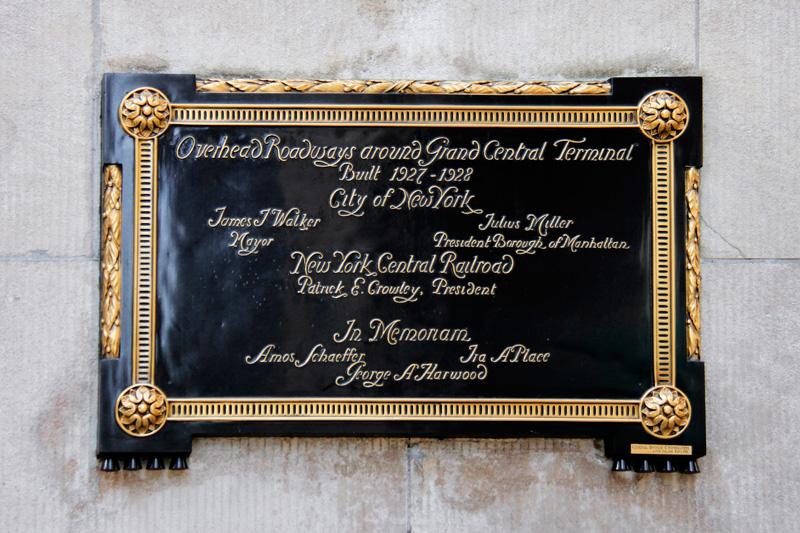 Overhead Roadways around Grand Central Terminal
Built 1927-1928
City of New York
James J Walker
Mayor
Julius Miller
President Borough of Manhattan
New York Central Railroad
Patrick E. Crowley, President
In Memoriam
Amos Schaeffer
Ira A Place
George A Harwood